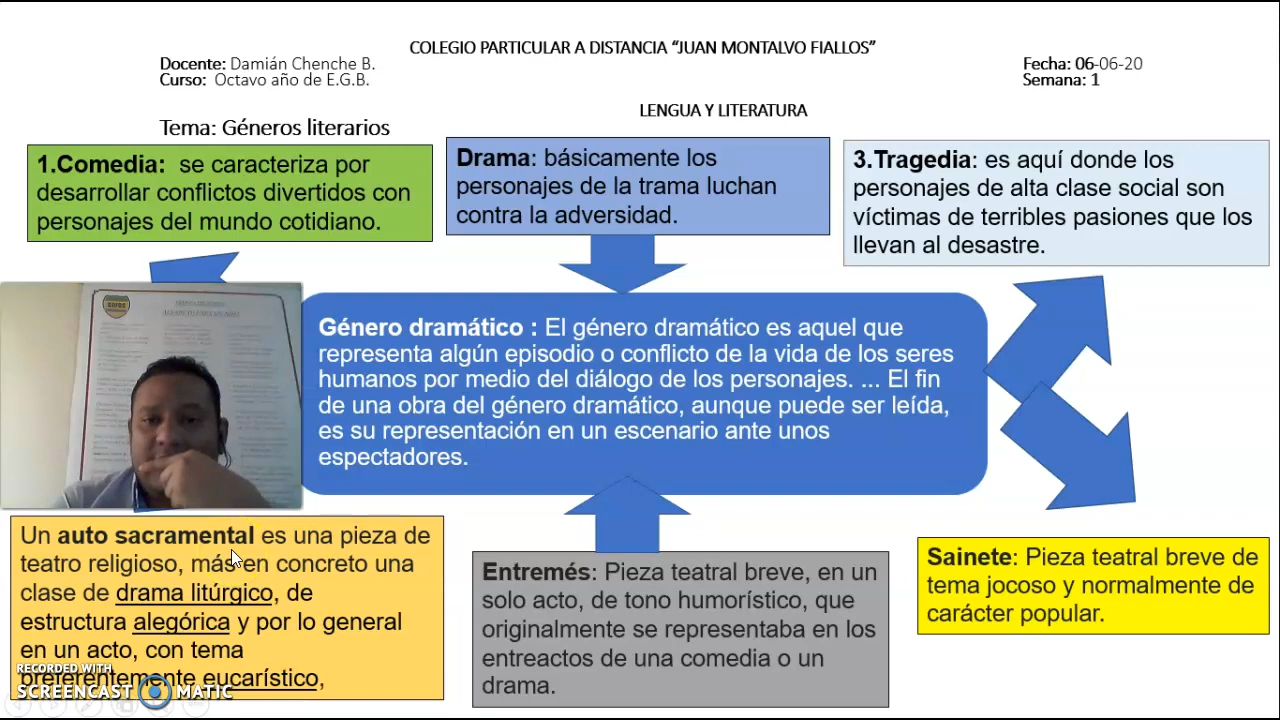 COLEGIO PARTICULAR A DISTANCIA “JUAN MONTALVO FIALLOS”
Docente: Damián Chenche B.
Curso: Octavo año de E.G.B.
Fecha: 06-06-20
Semana: 1
LENGUA Y LITERATURA
Tema: Géneros literarios
1.Comedia: se caracteriza por
desarrollar conflictos divertidos con
personajes del mundo cotidiano.
Drama: básicamente los
personajes de la trama luchan
contra la adversidad.
3.Tragedia: es aquí donde los
personajes de alta clase social son
víctimas de terribles pasiones que los
llevan al desastre.
Género dramático : El género dramático es aquel que
representa algún episodio o conflicto de la vida de los seres
humanos por medio del diálogo de los personajes. ... El fin
de una obra del género dramático, aunque puede ser leída,
es su representación en un escenario ante unos
espectadores.
Un auto sacramental es una pieza de
teatro religioso, más en concreto una
clase de drama litúrgico, de
estructura alegórica y por lo general
en un acto, con tema
preferentemente eucarístico,
Entremés: Pieza teatral breve, en un
solo acto, de tono humorístico, que
originalmente se representaba en los
entreactos de una comedia o un
drama.
Sainete: Pieza teatral breve de
tema jocoso y normalmente de
carácter popular.
RECORDED WITH
SCREENCAST MATIC